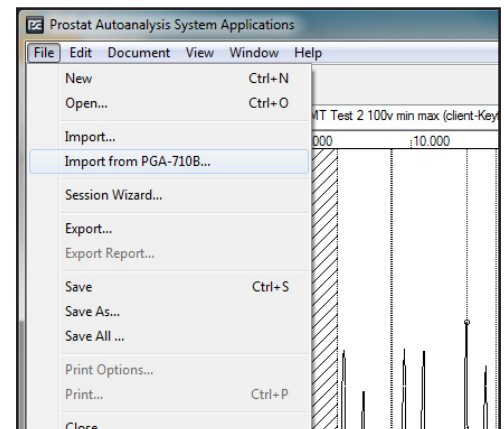 Prostat Autoanalysis System Applications
File Edit Document View Window Help
New Ctrl+N
Open... Ctrl+O
MT Test 2 100v min max (client-Key
Import...
000 10.000
Import from PGA-710B...
Session Wizard...
Export...
Export Report...
Save Ctrl+S
Save As...
Save All ...
Print Options...
Print... Ctrl+P
Close